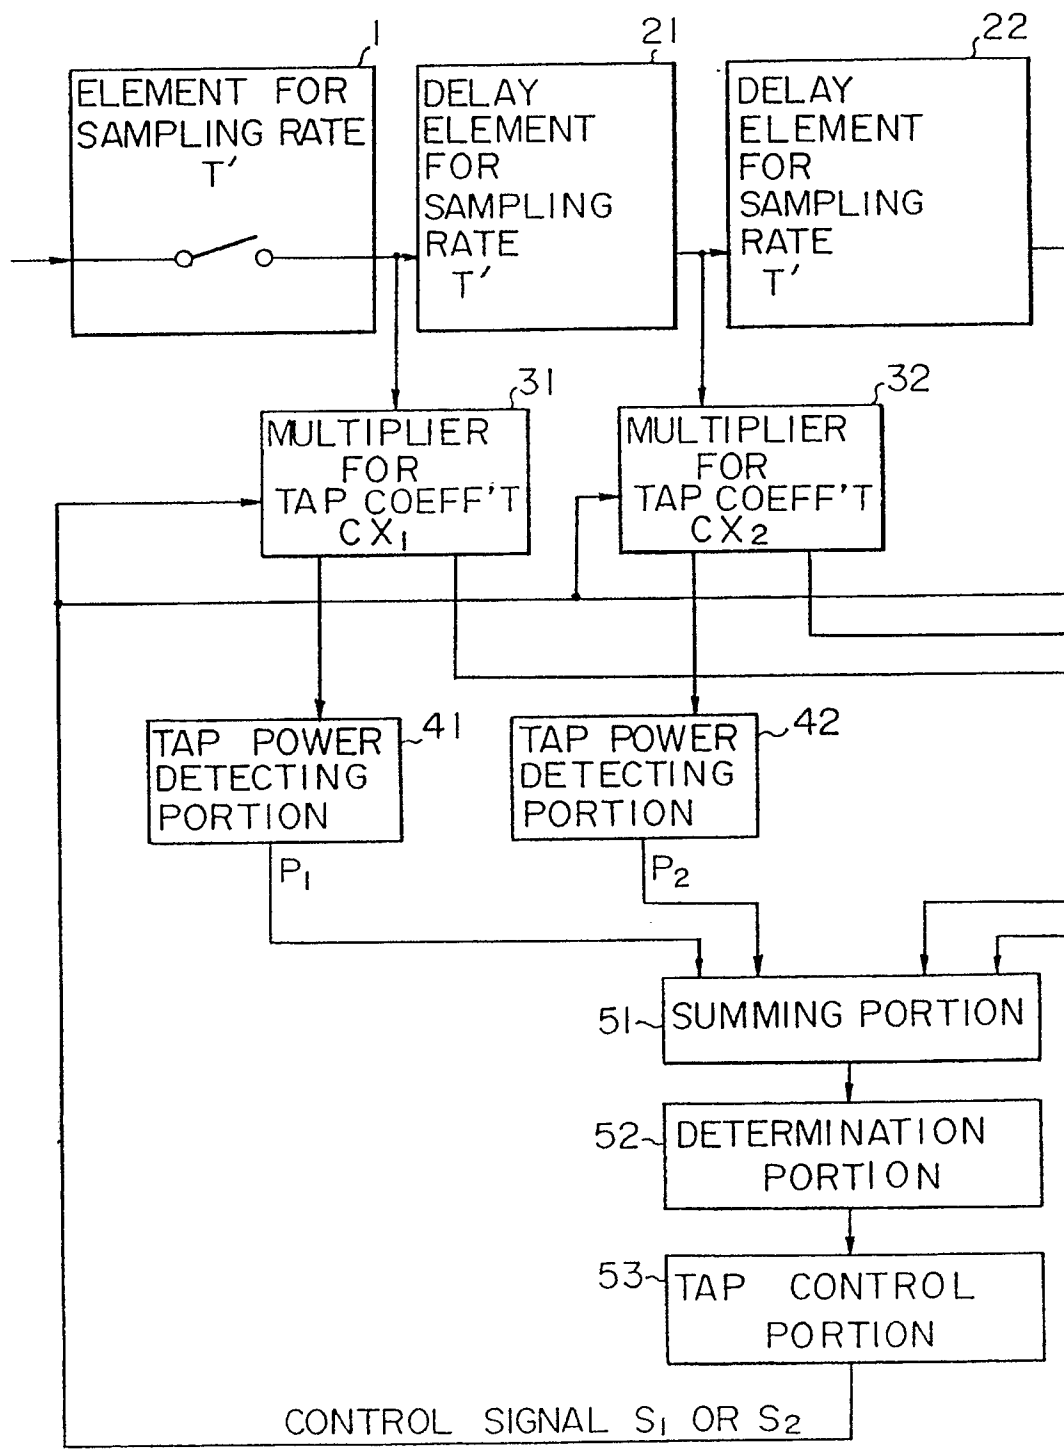 1
ELEMENT FOR
SAMPLING RATE
T'
21
DELAY
ELEMENT
FOR
SAMPLING
RATE
T'
22
DELAY
ELEMENT
FOR
SAMPLING
RATE
T'
31
MULTIPLIER
FOR
TAP COEFF'T
CX1
32
MULTIPLIER
FOR
TAP COEFF'T
CX2
41
TAP POWER
DETECTING
PORTION
42
TAP POWER
DETECTING
PORTION
P1
P2
51
SUMMING PORTION
52
DETERMINATION
PORTION
53
TAP CONTROL
PORTION
CONTROL SIGNAL S1 OR S2